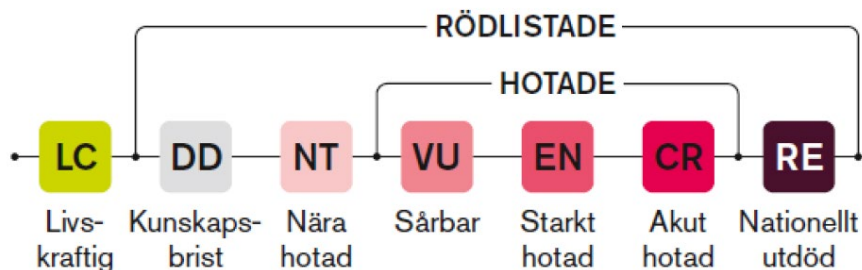 RÖDLISTADE
HOTADE
LC DD NT VU EN CR RE
Livs- Kunskaps- Nära Sårbar Starkt Akut Nationellt
kraftig brist hotad hotad hotad utdöd